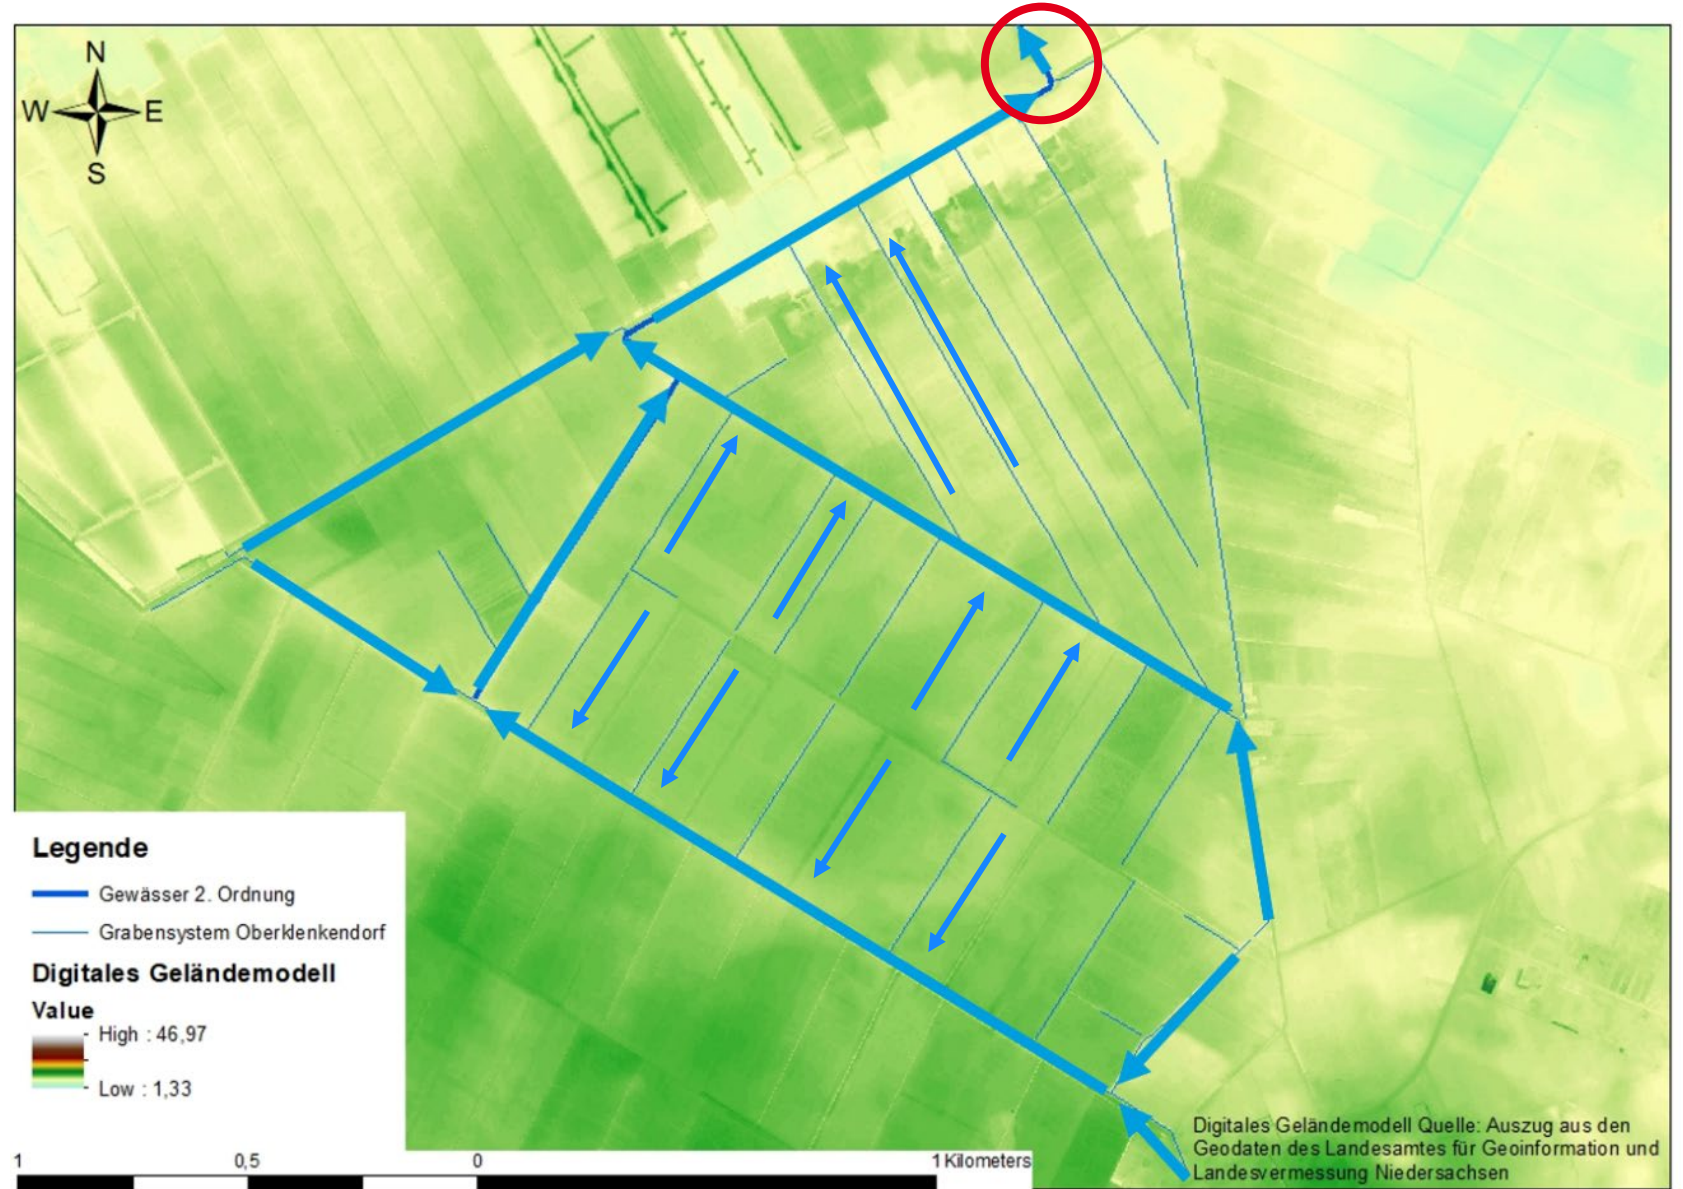 N
W E
S
Legende
Gewässer 2. Ordnung
Grabensystem Oberklenkendorf
Digitales Geländemodell
Value
High : 46,97
Low : 1,33
1 0,5 0 1 Kilometers
Digitales Geländemodell Quelle: Auszug aus den
Geodaten des Landesamtes für Geoinformation und
Landesvermessung Niedersachsen